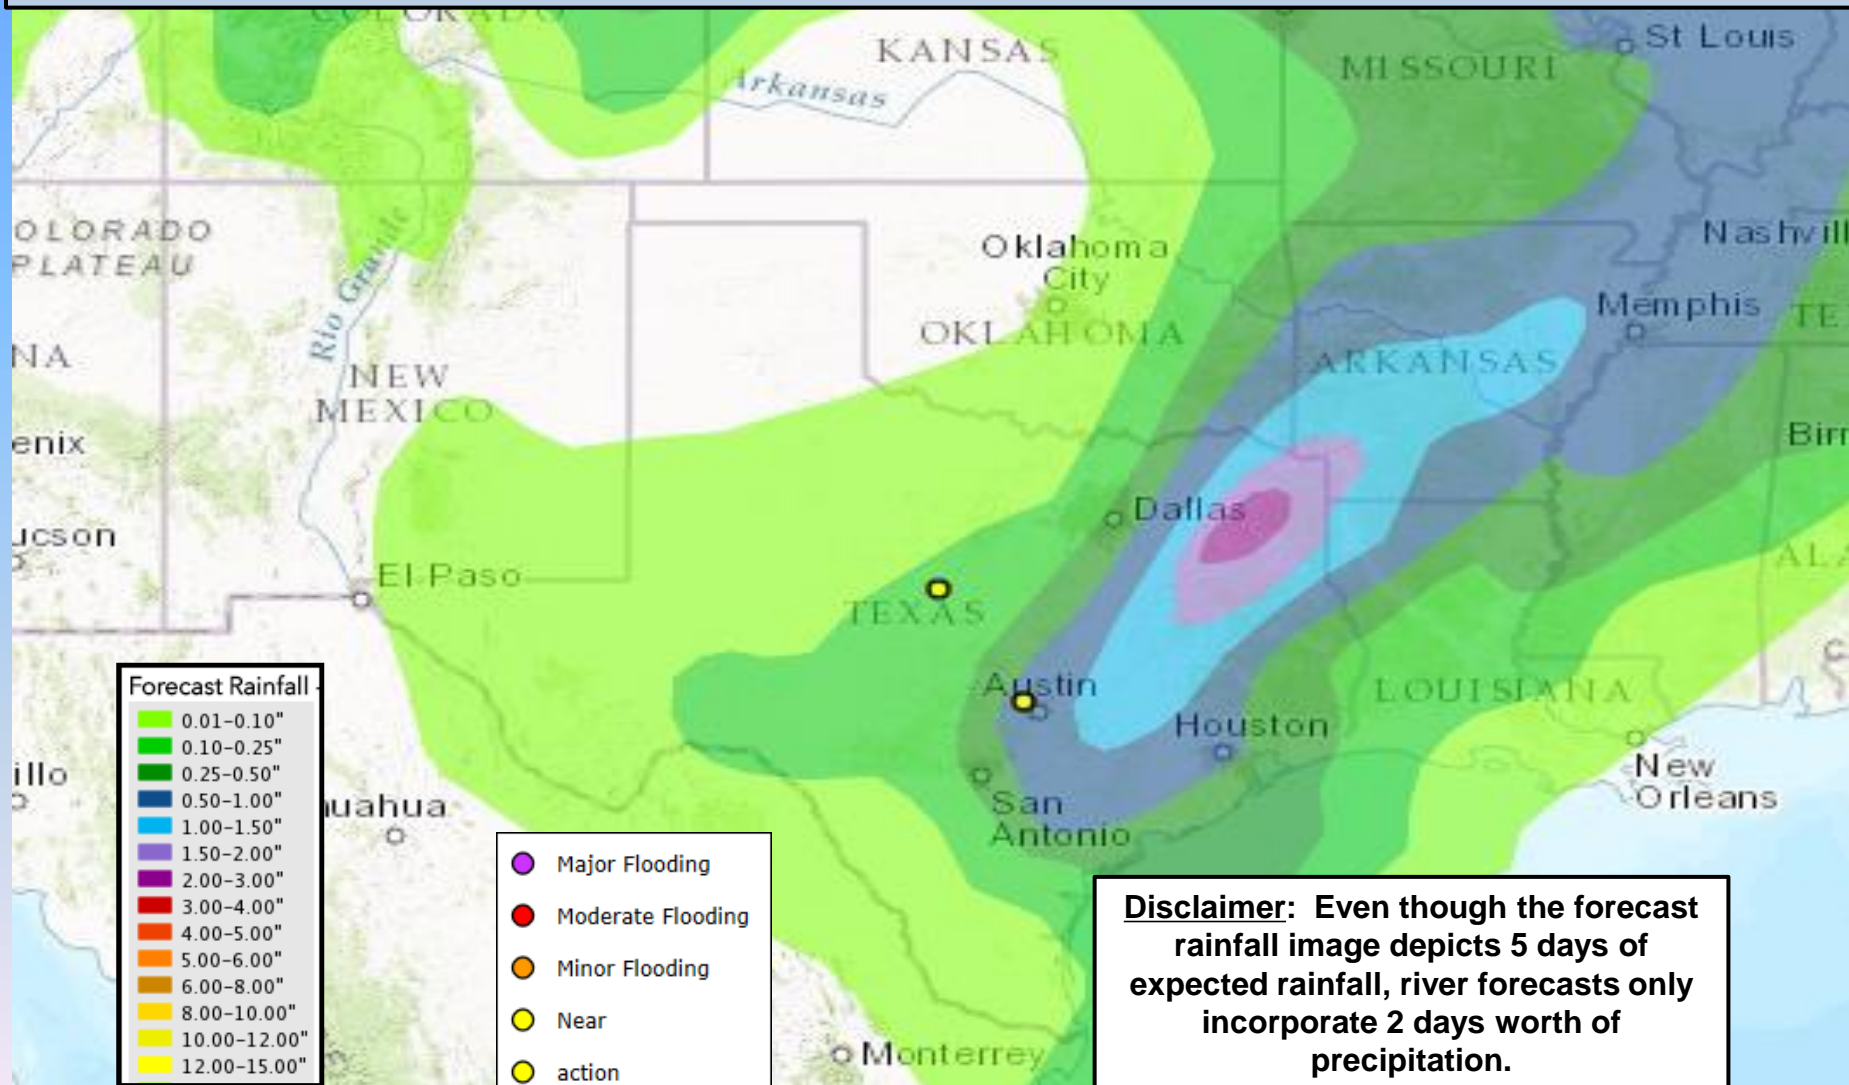 COLORADO
KANSAS
Arkansas
MISSOURI
St Louis
OLORADO
PLATEAU
Rio Grande
Oklahoma
City
OKLAHOMA
Nashvill
Memphis
TE
NA
NEW
MEXICO
ARKANSAS
enix
Birr
Dallas
ucson
El Paso
ALA
TEXAS
Austin
LOUISIANA
Houston
New
Orleans
San
Antonio
illo
uahua
Monterrey
Forecast Rainfall -
0.01-0.10"
0.10-0.25"
0.25-0.50"
0.50-1.00"
1.00-1.50"
1.50-2.00"
2.00-3.00"
3.00-4.00"
4.00-5.00"
5.00-6.00"
6.00-8.00"
8.00-10.00"
10.00-12.00"
12.00-15.00"
Major Flooding
Moderate Flooding
Minor Flooding
Near
action
Disclaimer: Even though the forecast
rainfall image depicts 5 days of
expected rainfall, river forecasts only
incorporate 2 days worth of
precipitation.